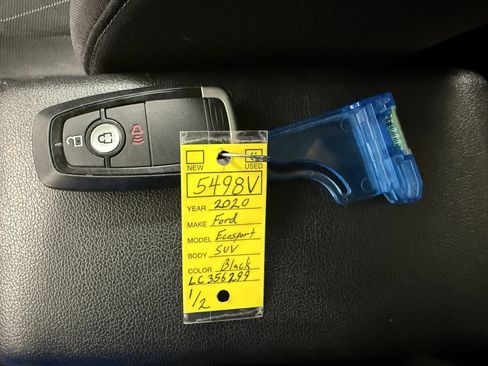 NEW USED
5498V
YEAR 2020
MAKE Ford
MODEL Ecosport
BODY SUV
COLOR Black
LC356299
1/2